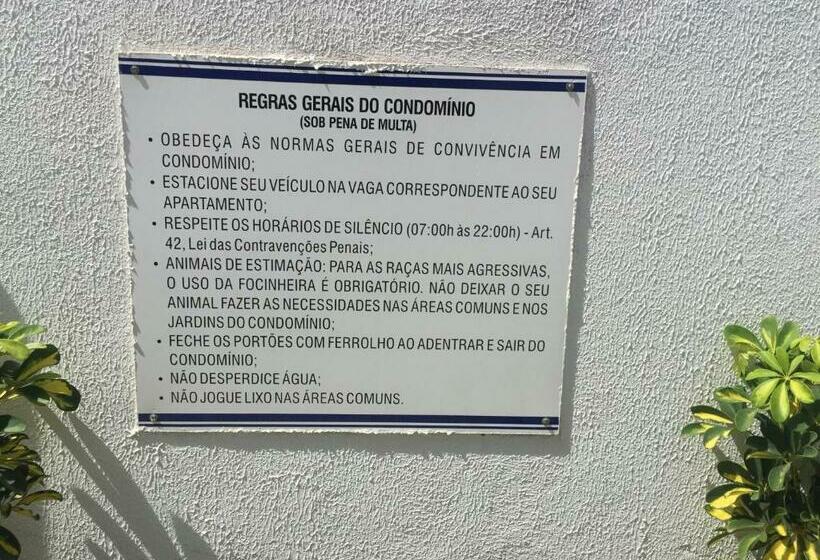 REGRAS GERAIS DO CONDOMÍNIO
(SOB PENA DE MULTA)
• OBEDEÇA ÀS NORMAS GERAIS DE CONVIVÊNCIA EM
CONDOMÍNIO;
• ESTACIONE SEU VEÍCULO NA VAGA CORRESPONDENTE AO SEU
APARTAMENTO;
• RESPEITE OS HORÁRIOS DE SILÊNCIO (07:00h às 22:00h) - Art.
42, Lei das Contravenções Penais;
• ANIMAIS DE ESTIMAÇÃO: PARA AS RAÇAS MAIS AGRESSIVAS,
O USO DA FOCINHEIRA É OBRIGATÓRIO. NÃO DEIXAR O SEU
ANIMAL FAZER AS NECESSIDADES NAS ÁREAS COMUNS E NOS
JARDINS DO CONDOMÍNIO;
• FECHE OS PORTÕES COM FERROLHO AO ADENTRAR E SAIR DO
CONDOMÍNIO;
• NÃO DESPERDICE ÁGUA;
• NÃO JOGUE LIXO NAS ÁREAS COMUNS.